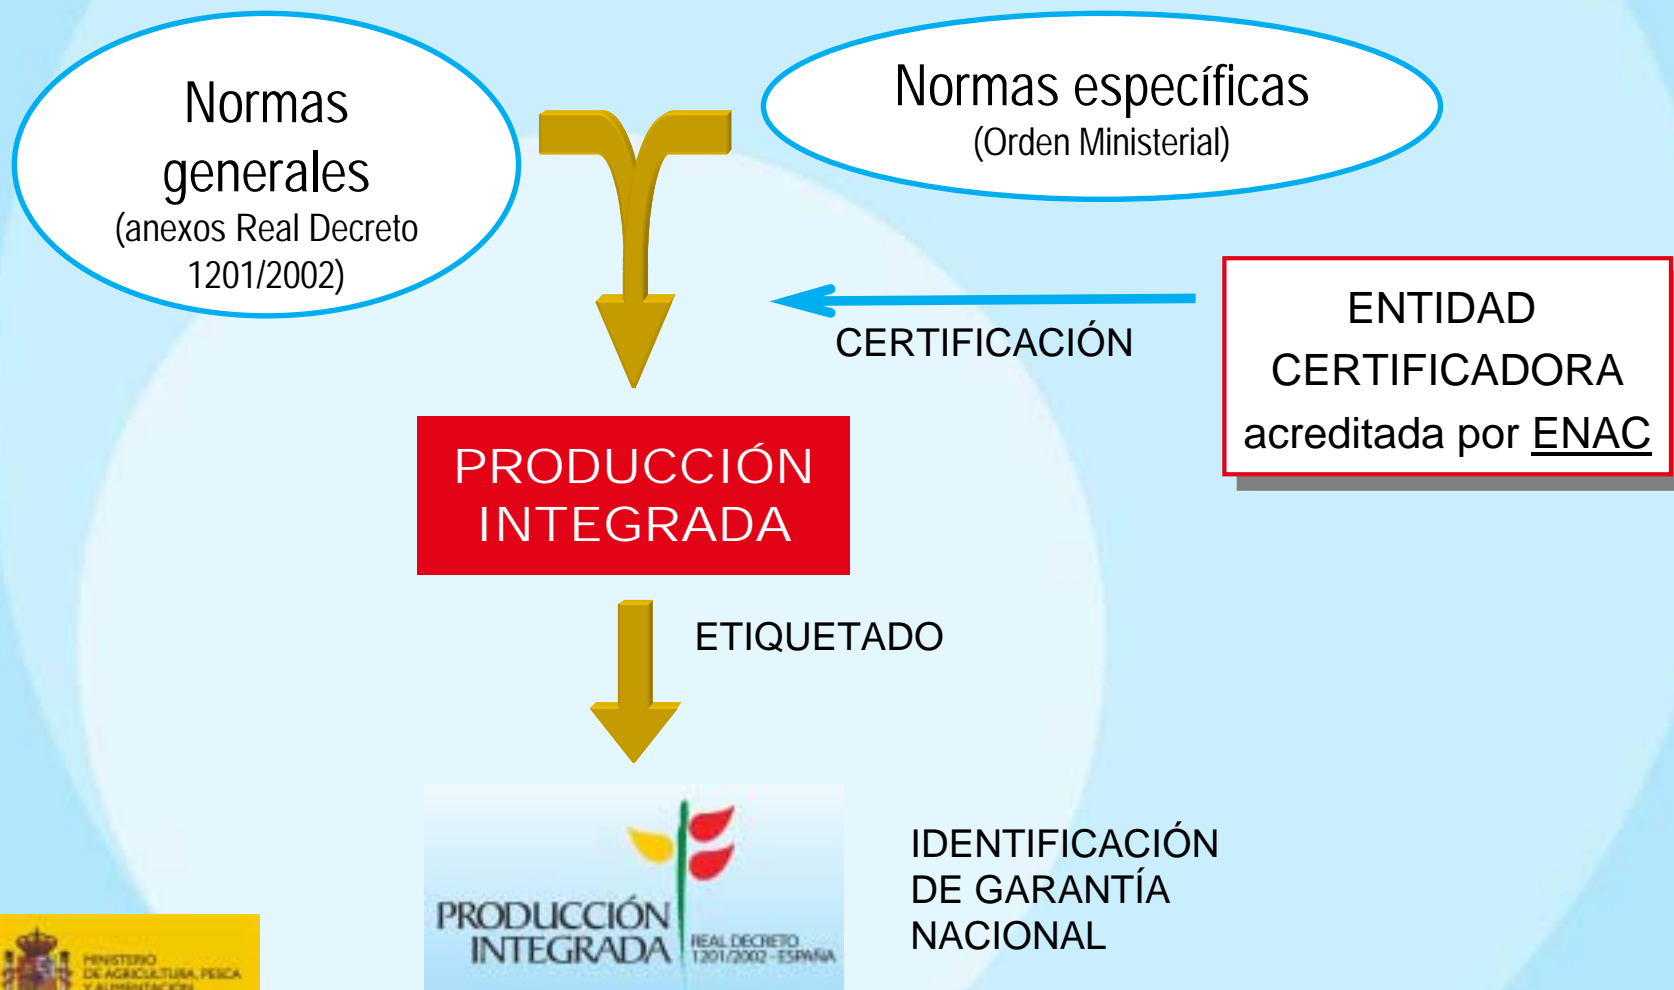 Normas
generales
(anexos Real Decreto
1201/2002)
Normas específicas
(Orden Ministerial)
CERTIFICACIÓN
ENTIDAD
CERTIFICADORA
acreditada por ENAC
PRODUCCIÓN
INTEGRADA
ETIQUETADO
PRODUCCIÓN
INTEGRADA
REAL DECRETO
1201/2002 - ESPAÑA
IDENTIFICACIÓN
DE GARANTÍA
NACIONAL
MINISTERIO
DE AGRICULTURA, PESCA
Y ALIMENTACIÓN